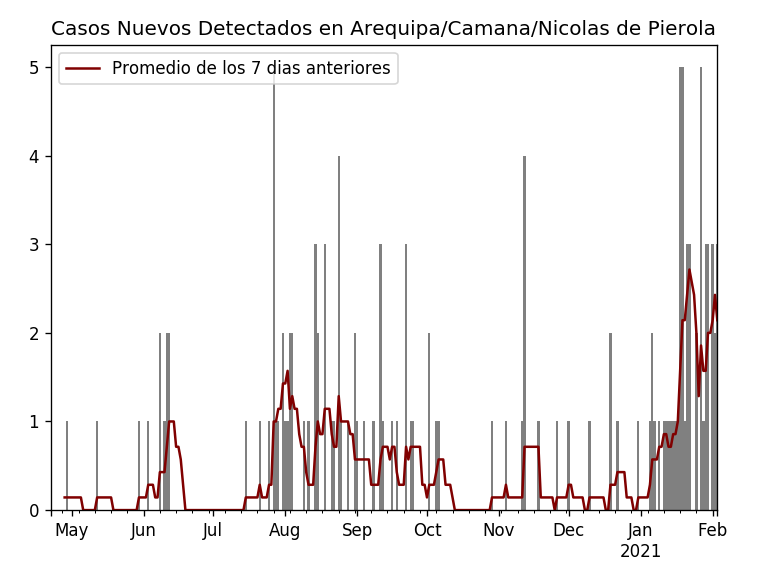 Casos Nuevos Detectados en Arequipa/Camana/Nicolas de Pierola
Promedio de los 7 dias anteriores
5
4
3
2
1
0
May Jun Jul Aug Sep Oct Nov Dec Jan Feb
2021